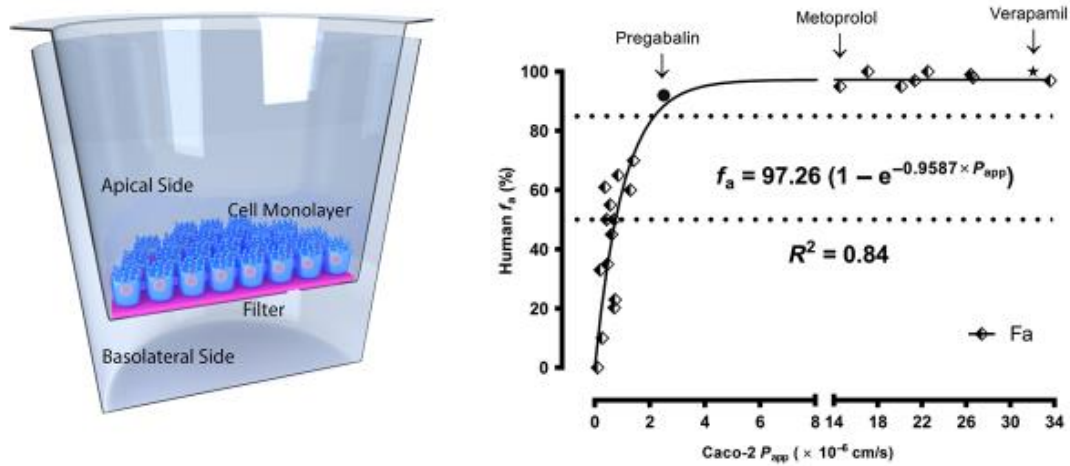 Apical Side
Cell Monolayer
Filter
Basolateral Side
Pregabalin
Metoprolol
Verapamil
100
80
60
40
20
0
Human fa (%)
fa = 97.26 (1 – e^–0.9587 × Papp)
R² = 0.84
Fa
0 2 4 6 8 14 18 22 26 30 34
Caco-2 Papp ( × 10⁻⁶ cm/s)